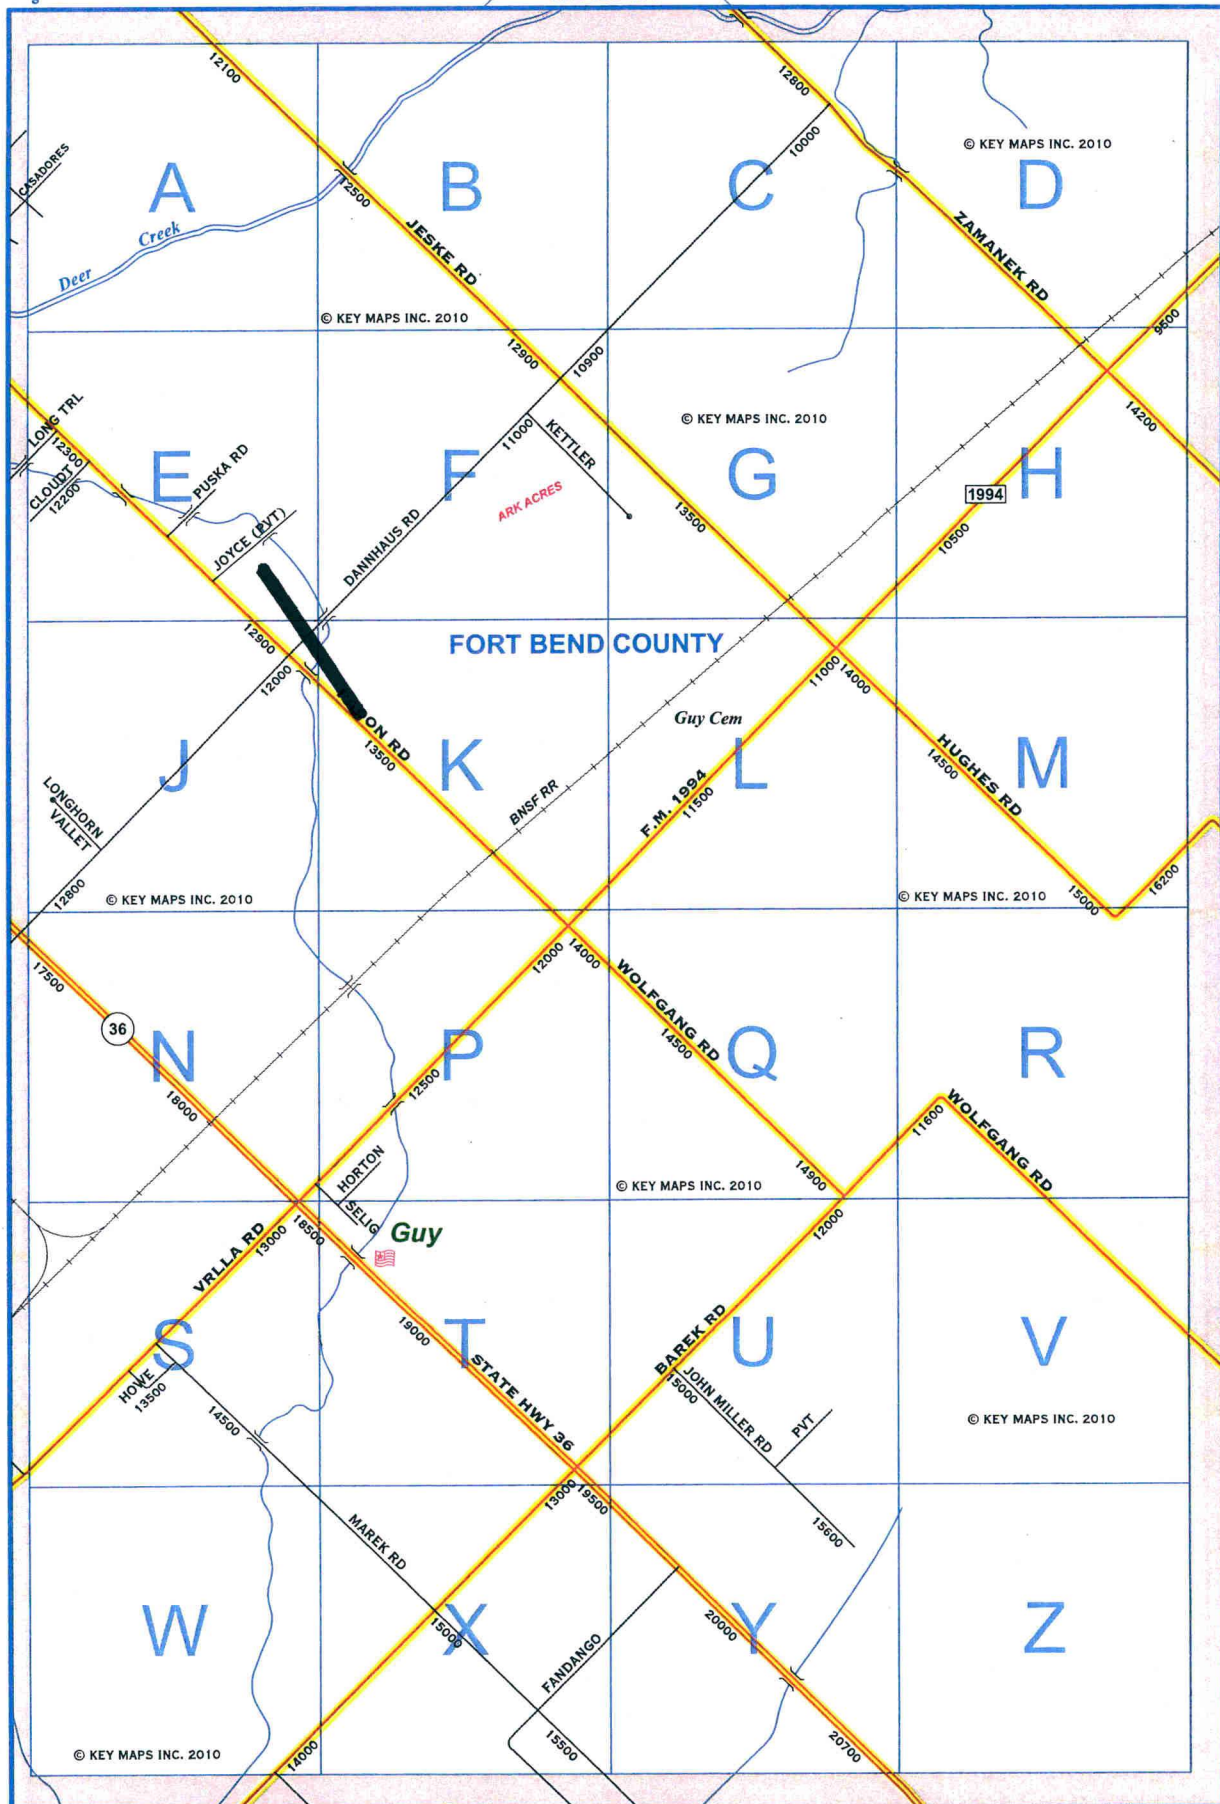 12100
12800
10000
© KEY MAPS INC. 2010
CASADORES
A
B
C
D
12500
Creek
Deer
JESKE RD
ZAMANEK RD
© KEY MAPS INC. 2010
12900
10900
9500
LONG TRL
12300
CLOUDT
12200
E
PUSKA RD
JOYCE (PVT)
11000
KETTLER
F
ARK ACRES
© KEY MAPS INC. 2010
G
14200
H
1994
13500
10500
DANNHAUS RD
12900
12000
FORT BEND COUNTY
11000
14000
Guy Cem
ON RD
13500
J
K
L
M
HUGHES RD
14500
F.M. 1994
11500
BNSF RR
LONGHORN
VALLET
12800
© KEY MAPS INC. 2010
© KEY MAPS INC. 2010
15000
16200
17500
12000
14000
WOLFGANG RD
14500
36
N
P
Q
R
18000
12500
11600
WOLFGANG RD
HORTON
SELIG
14900
© KEY MAPS INC. 2010
12000
VRLLA RD
13000
18500
Guy
19000
S
T
U
V
HOWE
13500
14500
STATE HWY 36
BAREK RD
15000
JOHN MILLER RD
PVT
© KEY MAPS INC. 2010
13000
19500
15600
MAREK RD
W
X
Y
Z
15000
20000
FANDANGO
15500
20700
© KEY MAPS INC. 2010
14000